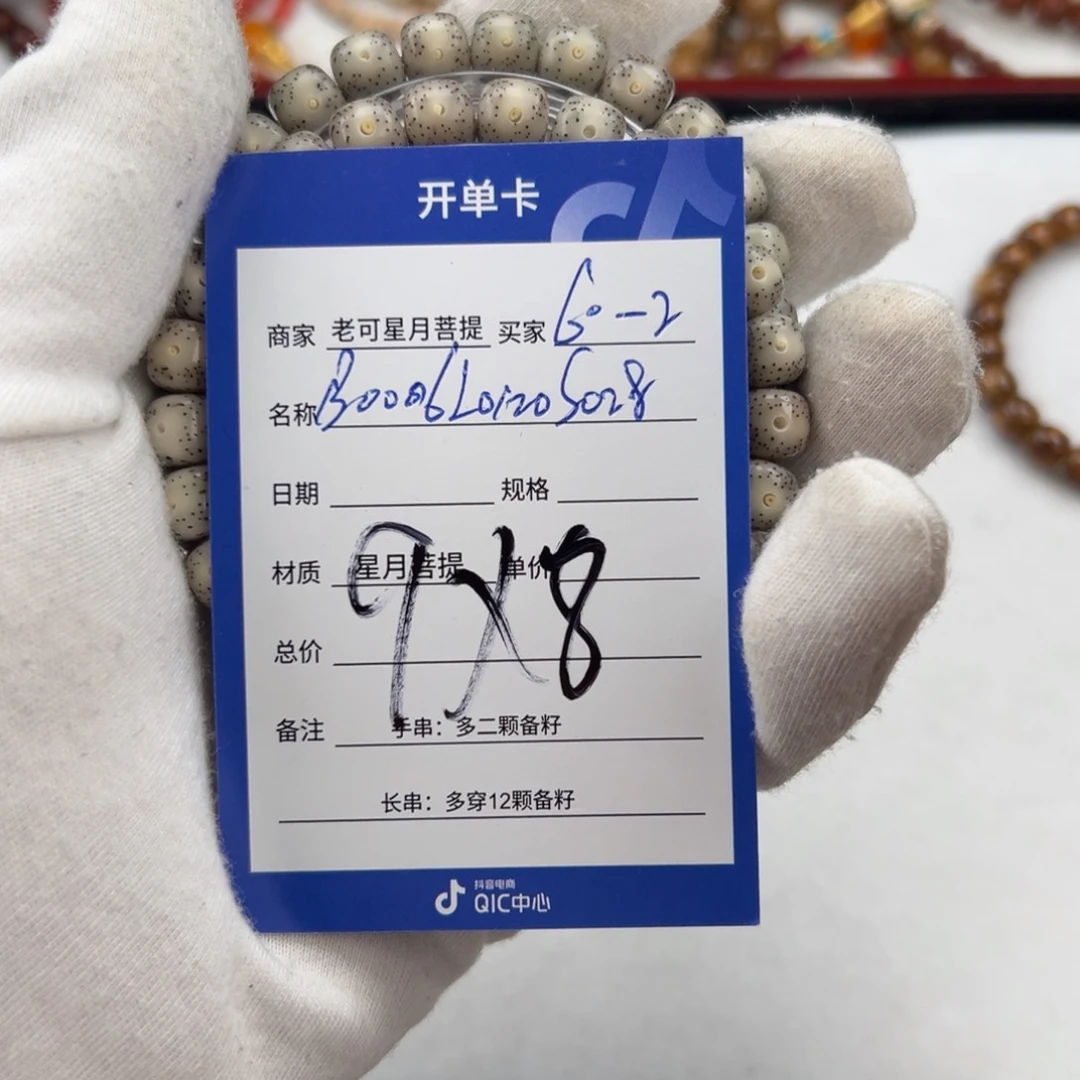 开单卡
商家 老可星月菩提 买家 60-2
名称 B0006L0120S028
日期 规格
材质 星月菩提 单价
9X8
总价
备注 手串：多二颗备籽
长串：多穿12颗备籽
抖音电商
QIC中心